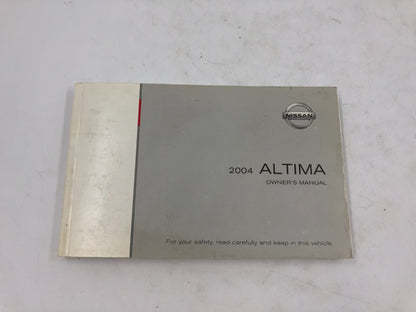 NISSAN
2004 ALTIMA
OWNER'S MANUAL
For your safety, read carefully and keep in this vehicle.